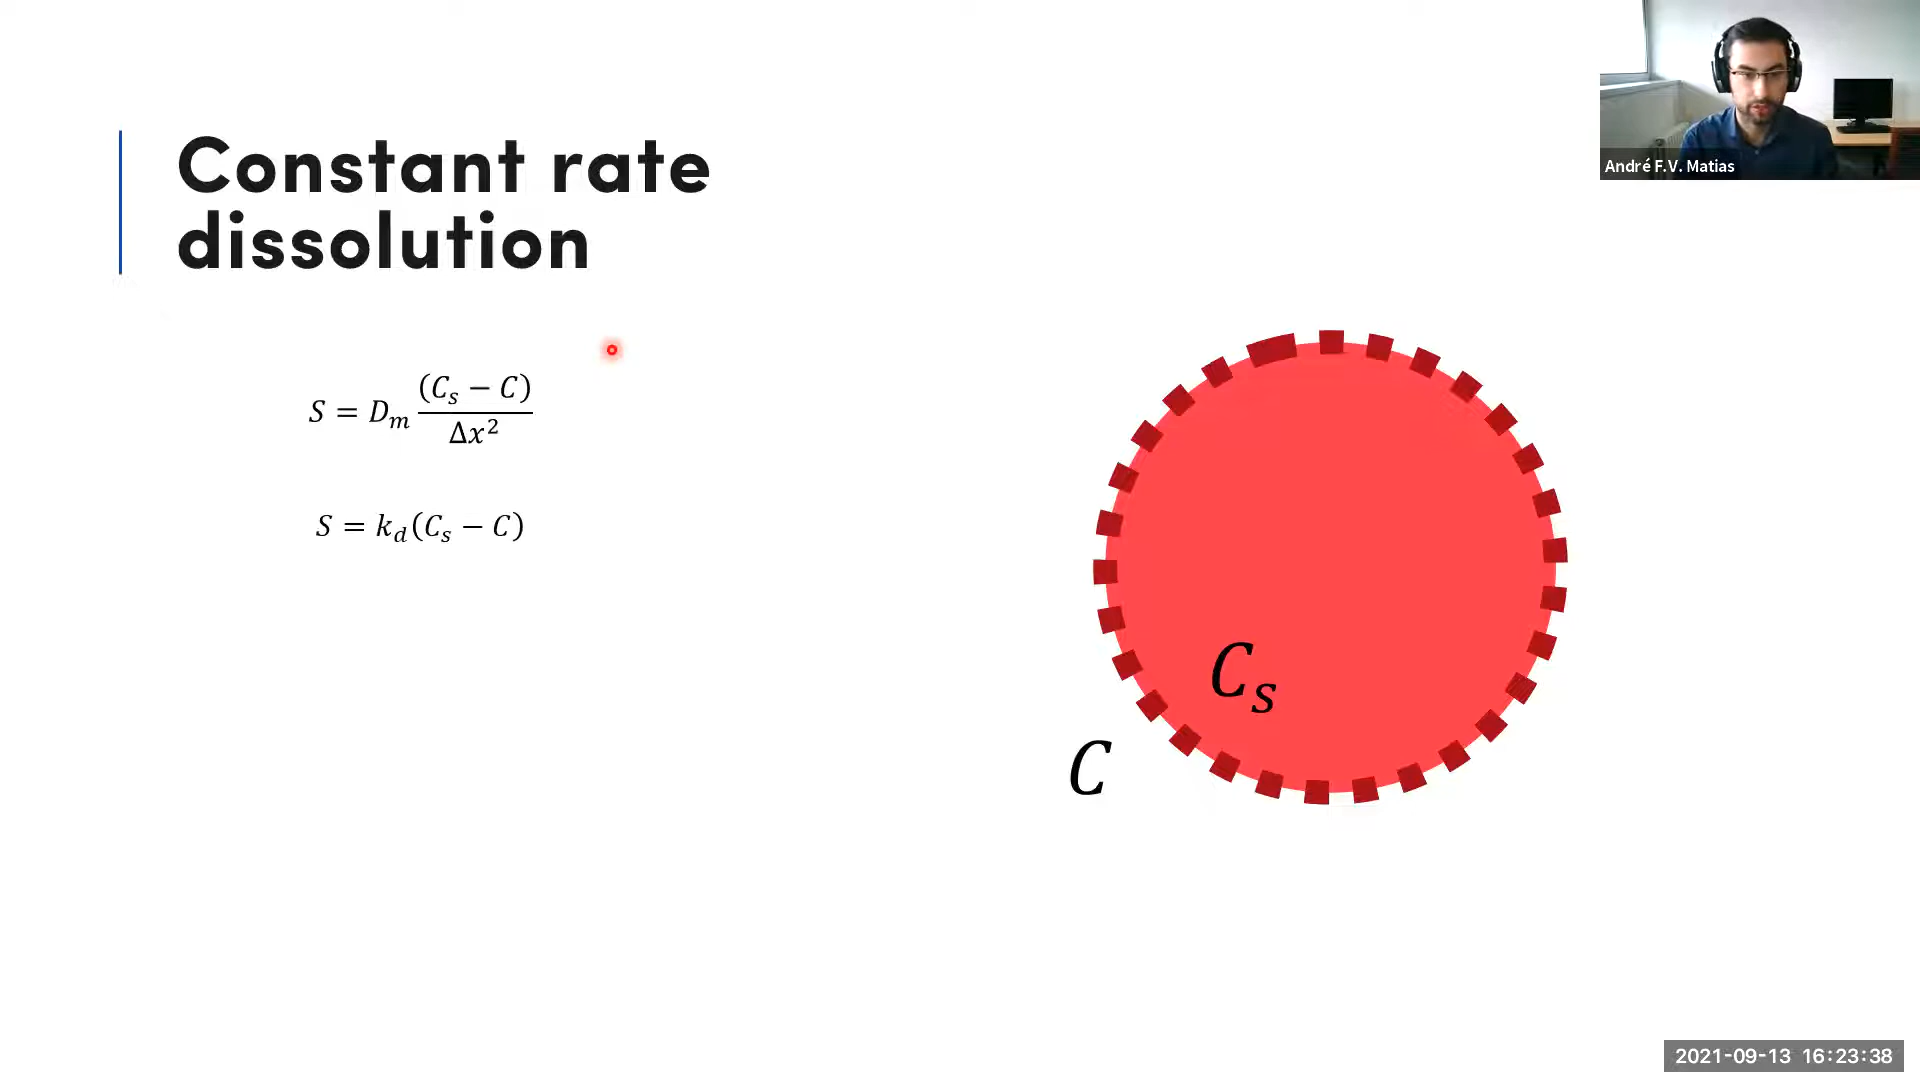 André F.V. Matias
Constant rate
dissolution
S = D_m (C_s − C) / Δx²
S = k_d(C_s − C)
C_s
C
2021-09-13 16:23:38